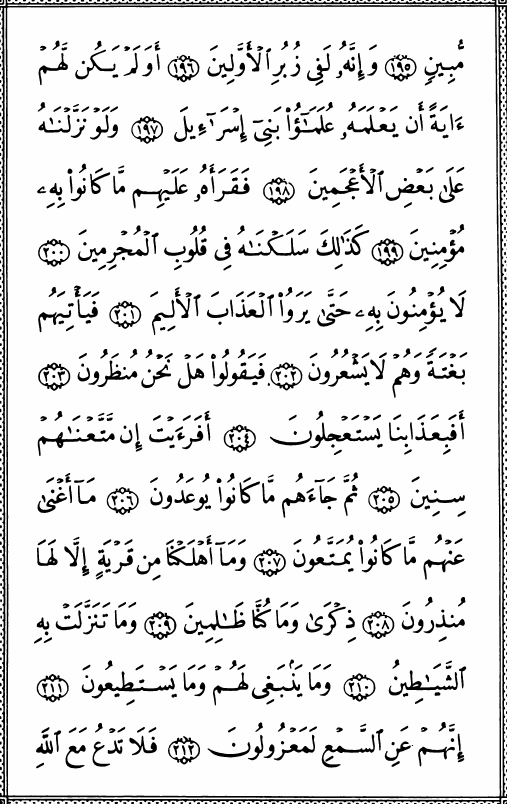 مُّبِينٍ ١٩٥ وَإِنَّهُۥ لَفِى زُبُرِ ٱلْأَوَّلِينَ ١٩٦ أَوَلَمْ يَكُن لَّهُمْ
ءَايَةً أَن يَعْلَمَهُۥ عُلَمَٰٓؤُا۟ بَنِىٓ إِسْرَٰٓءِيلَ ١٩٧ وَلَوْ نَزَّلْنَٰهُ
عَلَىٰ بَعْضِ ٱلْأَعْجَمِينَ ١٩٨ فَقَرَأَهُۥ عَلَيْهِم مَّا كَانُوا۟ بِهِۦ
مُؤْمِنِينَ ١٩٩ كَذَٰلِكَ سَلَكْنَٰهُ فِى قُلُوبِ ٱلْمُجْرِمِينَ ٢٠٠
لَا يُؤْمِنُونَ بِهِۦ حَتَّىٰ يَرَوُا۟ ٱلْعَذَابَ ٱلْأَلِيمَ ٢٠١ فَيَأْتِيَهُم
بَغْتَةً وَهُمْ لَا يَشْعُرُونَ ٢٠٢ فَيَقُولُوا۟ هَلْ نَحْنُ مُنظَرُونَ ٢٠٣
أَفَبِعَذَابِنَا يَسْتَعْجِلُونَ ٢٠٤ أَفَرَءَيْتَ إِن مَّتَّعْنَٰهُمْ
سِنِينَ ٢٠٥ ثُمَّ جَآءَهُم مَّا كَانُوا۟ يُوعَدُونَ ٢٠٦ مَآ أَغْنَىٰ
عَنْهُم مَّا كَانُوا۟ يُمَتَّعُونَ ٢٠٧ وَمَآ أَهْلَكْنَا مِن قَرْيَةٍ إِلَّا لَهَا
مُنذِرُونَ ٢٠٨ ذِكْرَىٰ وَمَا كُنَّا ظَٰلِمِينَ ٢٠٩ وَمَا تَنَزَّلَتْ بِهِ
ٱلشَّيَٰطِينُ ٢١٠ وَمَا يَنۢبَغِى لَهُمْ وَمَا يَسْتَطِيعُونَ ٢١١
إِنَّهُمْ عَنِ ٱلسَّمْعِ لَمَعْزُولُونَ ٢١٢ فَلَا تَدْعُ مَعَ ٱللَّهِ